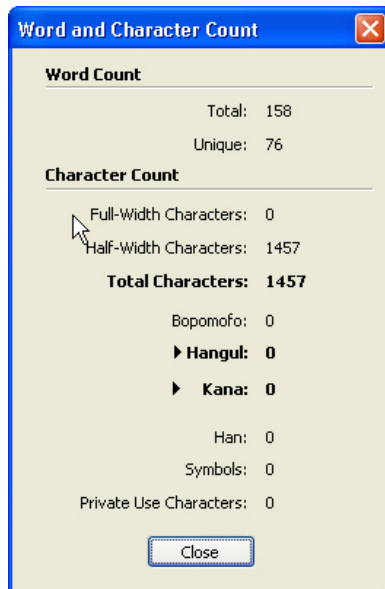 Word and Character Count
Word Count
Total: 158
Unique: 76
Character Count
Full-Width Characters: 0
Half-Width Characters: 1457
Total Characters: 1457
Bopomofo: 0
Hangul: 0
Kana: 0
Han: 0
Symbols: 0
Private Use Characters: 0
Close